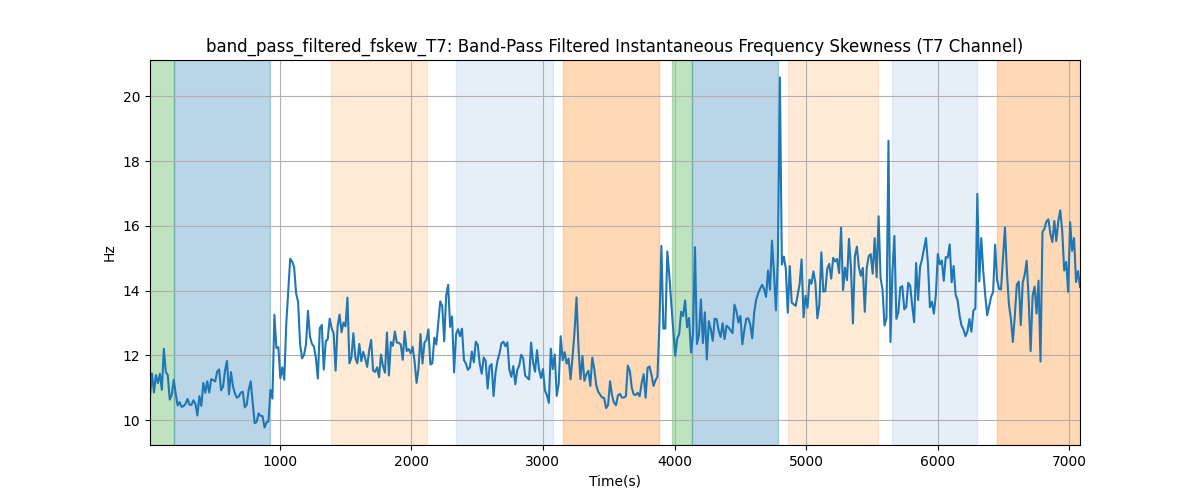 band_pass_filtered_fskew_T7: Band-Pass Filtered Instantaneous Frequency Skewness (T7 Channel)
20
18
16
14
12
10
Hz
1000 2000 3000 4000 5000 6000 7000
Time(s)